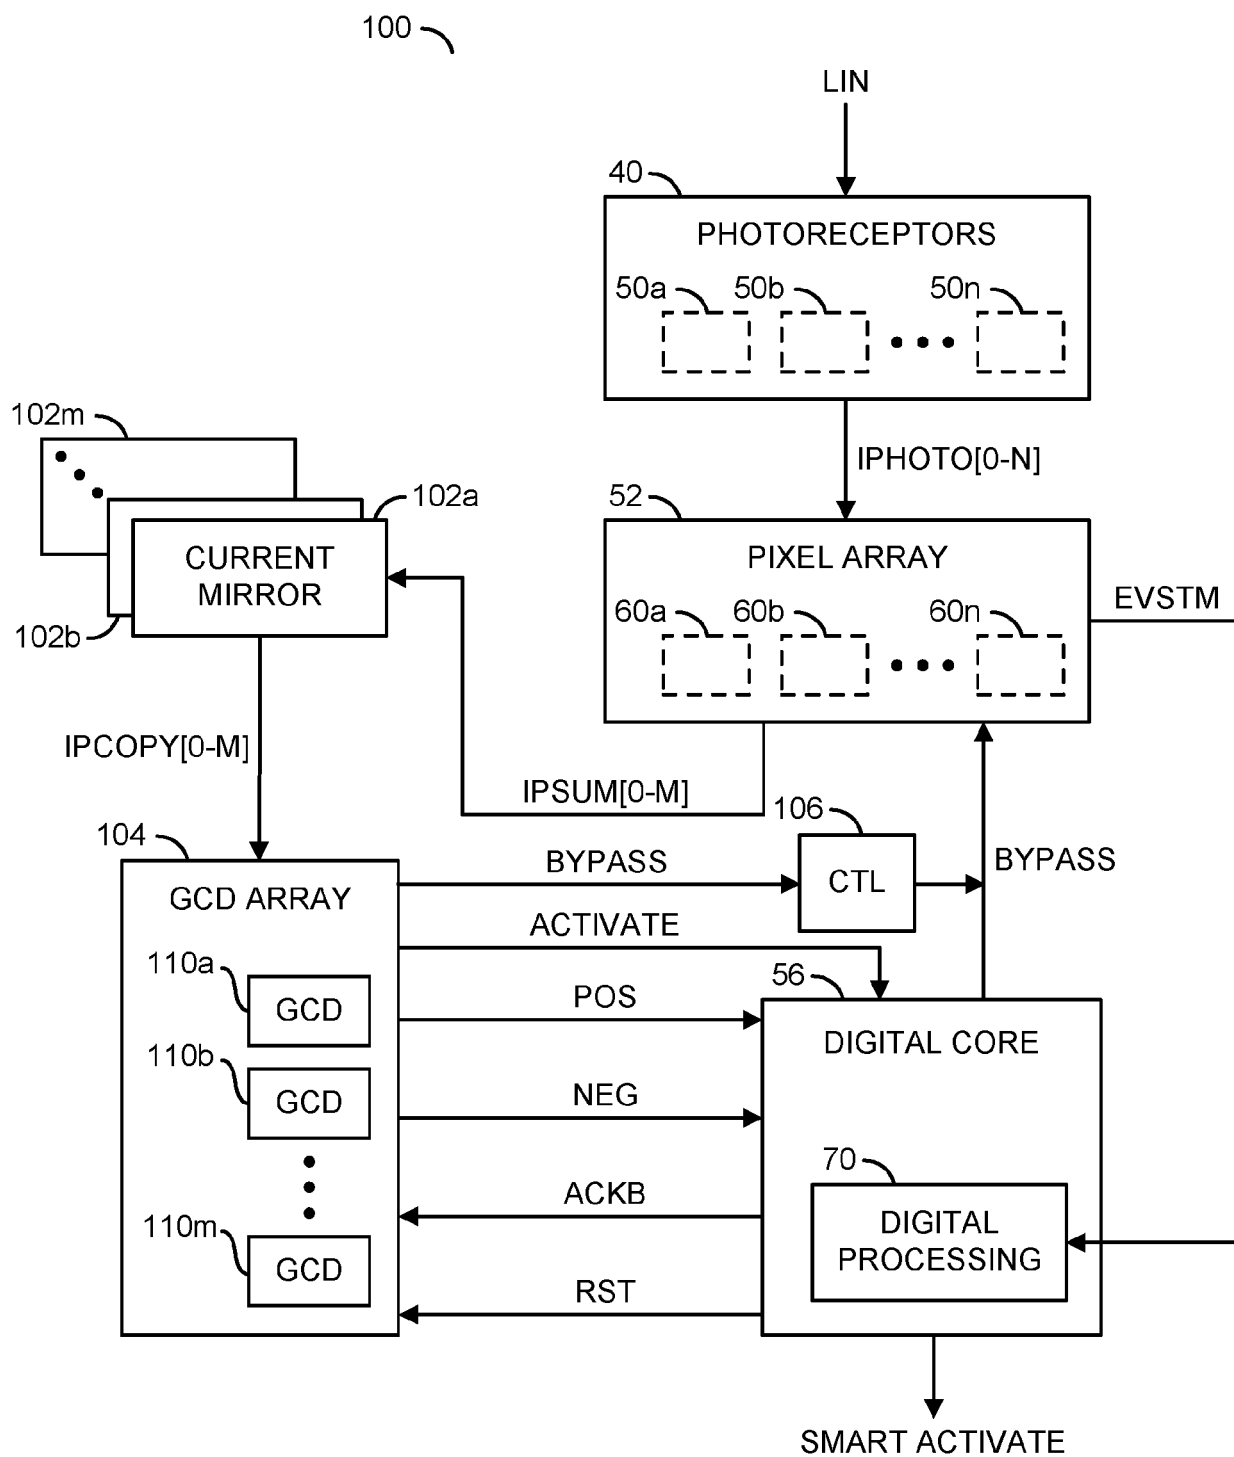 100
LIN
40
PHOTORECEPTORS
50a
50b
50n
102m
IPHOTO[0-N]
102a
52
CURRENT
MIRROR
PIXEL ARRAY
EVSTM
102b
60a
60b
60n
IPCOPY[0-M]
IPSUM[0-M]
104
106
BYPASS
BYPASS
CTL
GCD ARRAY
ACTIVATE
110a
56
GCD
POS
DIGITAL CORE
110b
GCD
NEG
70
ACKB
110m
DIGITAL
PROCESSING
GCD
RST
SMART ACTIVATE